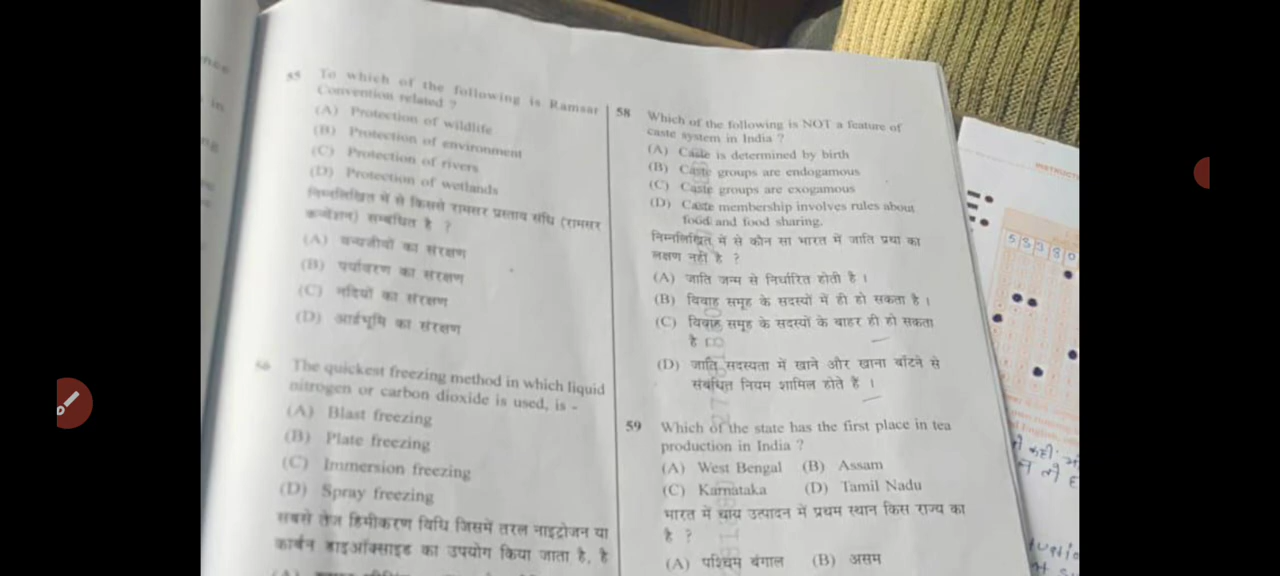 55 To which of the following is Ramsar
Convention related ?
(A) Protection of wildlife
(B) Protection of environment
(C) Protection of rivers
(D) Protection of wetlands
निम्नलिखित में से किससे रामसर प्रस्ताव संधि (रामसर
कन्वेंशन) सम्बंधित है ?
(A) वन्यजीवों का संरक्षण
(B) पर्यावरण का संरक्षण
(C) नदियों का संरक्षण
(D) आर्द्रभूमि का संरक्षण
56 The quickest freezing method in which liquid
nitrogen or carbon dioxide is used, is -
(A) Blast freezing
(B) Plate freezing
(C) Immersion freezing
(D) Spray freezing
सबसे तेज हिमीकरण विधि जिसमें तरल नाइट्रोजन या
कार्बन डाइऑक्साइड का उपयोग किया जाता है, है
58 Which of the following is NOT a feature of
caste system in India ?
(A) Caste is determined by birth
(B) Caste groups are endogamous
(C) Caste groups are exogamous
(D) Caste membership involves rules about
food and food sharing.
निम्नलिखित में से कौन सा भारत में जाति प्रथा का
लक्षण नहीं है ?
(A) जाति जन्म से निर्धारित होती है ।
(B) विवाह समूह के सदस्यों में ही हो सकता है ।
(C) विवाह समूह के सदस्यों के बाहर ही हो सकता
है ।
(D) जाति सदस्यता में खाने और खाना बाँटने से
संबंधित नियम शामिल होते हैं ।
59 Which of the state has the first place in tea
production in India ?
(A) West Bengal (B) Assam
(C) Karnataka (D) Tamil Nadu
भारत में चाय उत्पादन में प्रथम स्थान किस राज्य का
है ?
(A) पश्चिम बंगाल (B) असम
INSTRUCT
5 3 3 8 0